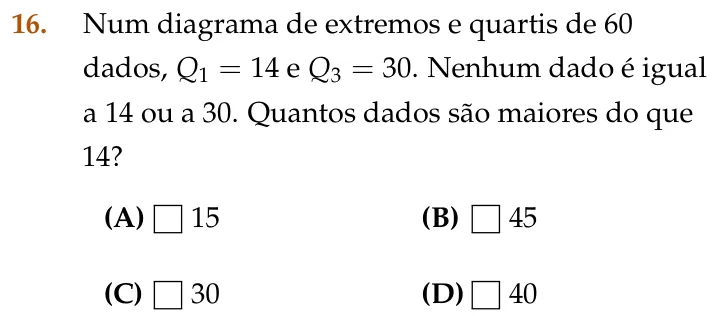 16. Num diagrama de extremos e quartis de 60
dados, Q₁ = 14 e Q₃ = 30. Nenhum dado é igual
a 14 ou a 30. Quantos dados são maiores do que
14?
(A) □ 15 (B) □ 45
(C) □ 30 (D) □ 40